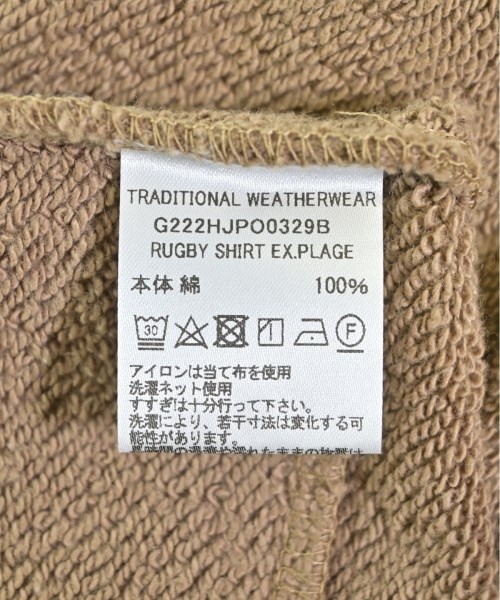 TRADITIONAL WEATHERWEAR
G222HJPO0329B
RUGBY SHIRT EX.PLAGE
本体 綿 100%
30 F
アイロンは当て布を使用
洗濯ネット使用
すすぎは十分行って下さい。
洗濯により、若干寸法は変化する可
能性があります。